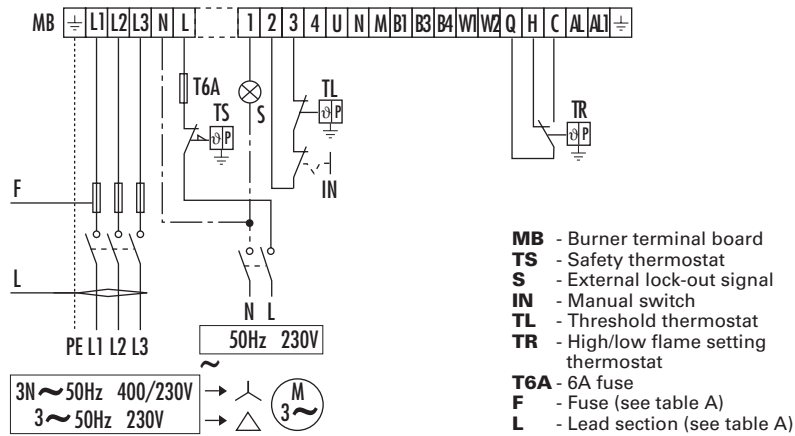 MB ⏚ L1 L2 L3 N L 1 2 3 4 U N M B1 B3 B4 W1 W2 Q H C AL AL1 ⏚
T6A
TS
ϑ P
S
TL
ϑ P
IN
TR
ϑ P
F
L
PE L1 L2 L3
N L
50Hz 230V
~
3N ~ 50Hz 400/230V
3 ~ 50Hz 230V
M
3 ~
MB - Burner terminal board
TS - Safety thermostat
S - External lock-out signal
IN - Manual switch
TL - Threshold thermostat
TR - High/low flame setting
thermostat
T6A - 6A fuse
F - Fuse (see table A)
L - Lead section (see table A)